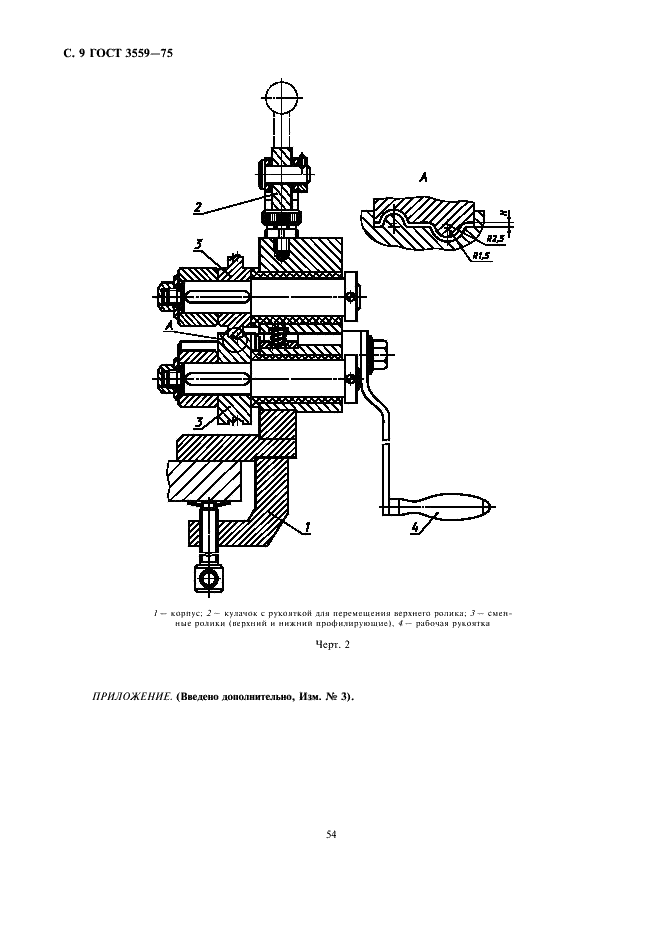 С. 9 ГОСТ 3559—75
А
2
Н
R2,5
3
R1,5
А
3
1
4
1 — корпус; 2 — кулачок с рукояткой для перемещения верхнего ролика; 3 — смен-
ные ролики (верхний и нижний профилирующие), 4 — рабочая рукоятка
Черт. 2
ПРИЛОЖЕНИЕ. (Введено дополнительно, Изм. № 3).
54